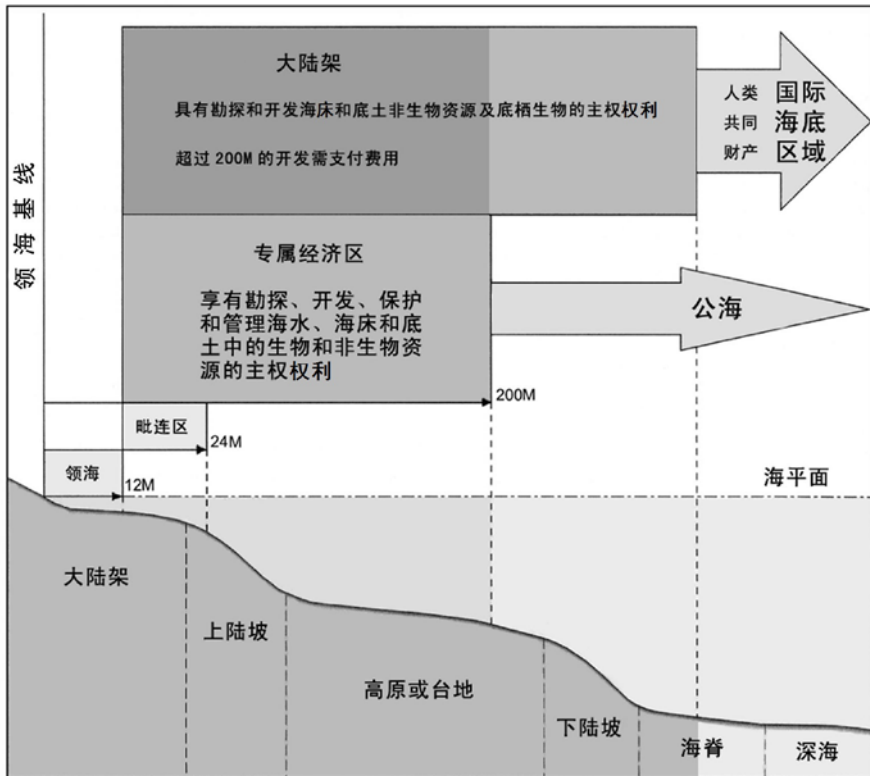 领海基线
大陆架
具有勘探和开发海床和底土非生物资源及底栖生物的主权权利
超过200M的开发需支付费用
人类
共同
财产
国际
海底
区域
专属经济区
享有勘探、开发、保护
和管理海水、海床和底
土中的生物和非生物资
源的主权权利
公海
200M
毗连区
24M
领海
12M
海平面
大陆架
上陆坡
高原或台地
下陆坡
海脊
深海